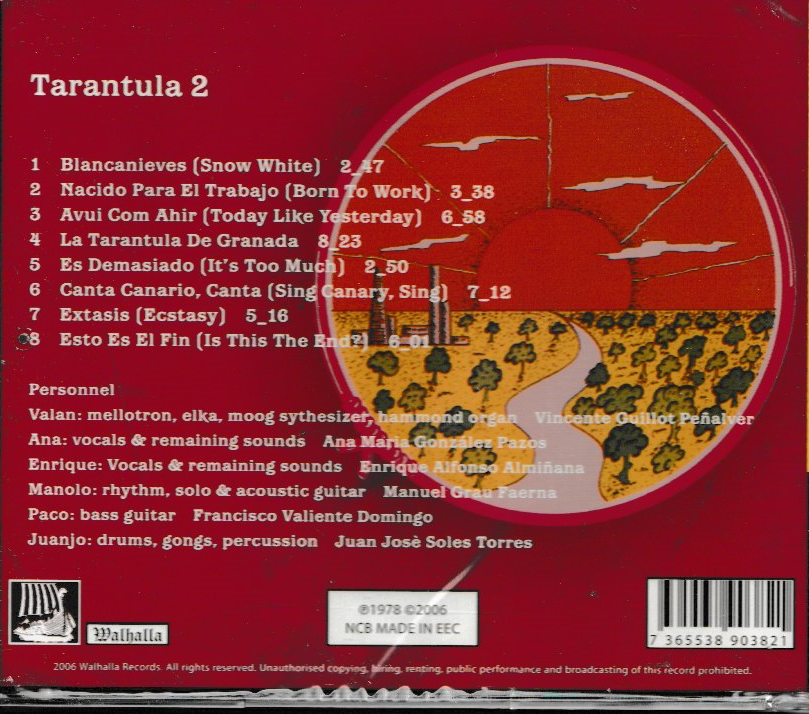 Tarantula 2
1 Blancanieves (Snow White) 2_47
2 Nacido Para El Trabajo (Born To Work) 3_38
3 Avui Com Ahir (Today Like Yesterday) 6_58
4 La Tarantula De Granada 8_23
5 Es Demasiado (It's Too Much) 2_50
6 Canta Canario, Canta (Sing Canary, Sing) 7_12
7 Extasis (Ecstasy) 5_16
8 Esto Es El Fin (Is This The End?) 6_01
Personnel
Valan: mellotron, elka, moog sythesizer, hammond organ Vincente Guillot Peñalver
Ana: vocals & remaining sounds Ana Maria González Pazos
Enrique: Vocals & remaining sounds Enrique Alfonso Almiñana
Manolo: rhythm, solo & acoustic guitar Manuel Grau Faerna
Paco: bass guitar Francisco Valiente Domingo
Juanjo: drums, gongs, percussion Juan Josè Soles Torres
Walhalla
℗1978 ©2006
NCB MADE IN EEC
7 365538 903821
2006 Walhalla Records. All rights reserved. Unauthorised copying, hiring, renting, public performance and broadcasting of this record prohibited.